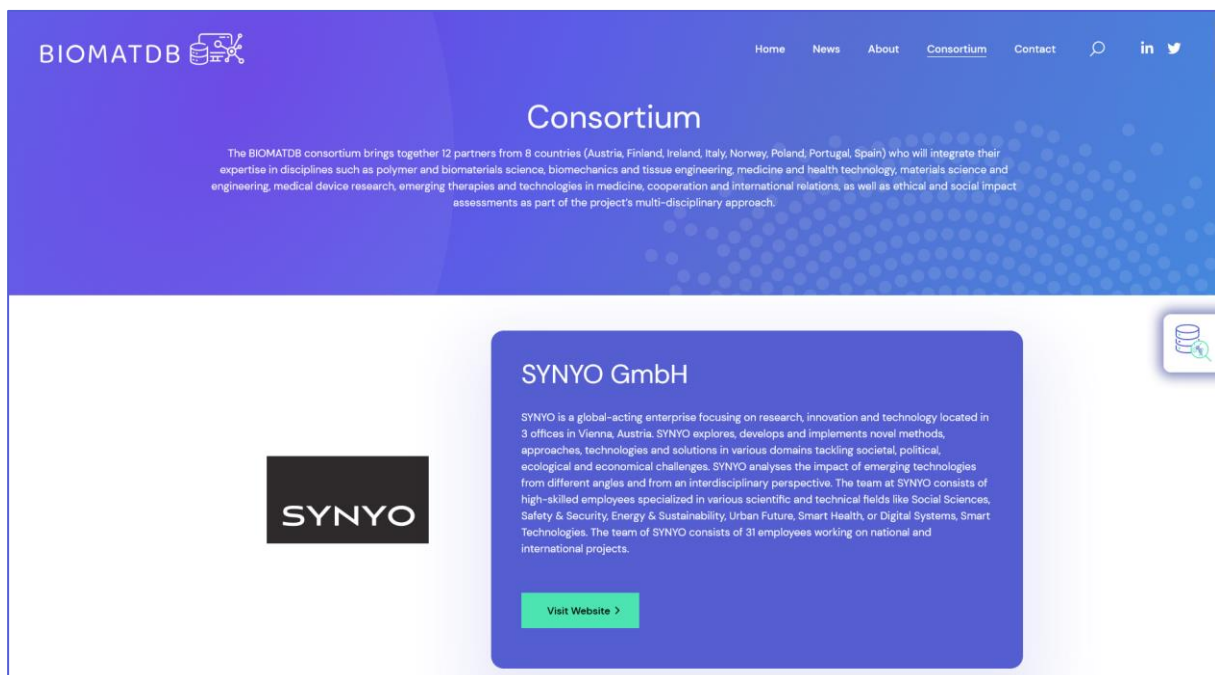 BIOMATDB
Home News About Consortium Contact in
Consortium
The BIOMATDB consortium brings together 12 partners from 8 countries (Austria, Finland, Ireland, Italy, Norway, Poland, Portugal, Spain) who will integrate their
expertise in disciplines such as polymer and biomaterials science, biomechanics and tissue engineering, medicine and health technology, materials science and
engineering, medical device research, emerging therapies and technologies in medicine, cooperation and international relations, as well as ethical and social impact
assessments as part of the project's multi-disciplinary approach.
SYNYO
SYNYO GmbH
SYNYO is a global-acting enterprise focusing on research, innovation and technology located in
3 offices in Vienna, Austria. SYNYO explores, develops and implements novel methods,
approaches, technologies and solutions in various domains tackling societal, political,
ecological and economical challenges. SYNYO analyses the impact of emerging technologies
from different angles and from an interdisciplinary perspective. The team at SYNYO consists of
high-skilled employees specialized in various scientific and technical fields like Social Sciences,
Safety & Security, Energy & Sustainability, Urban Future, Smart Health, or Digital Systems, Smart
Technologies. The team of SYNYO consists of 31 employees working on national and
international projects.
Visit Website >